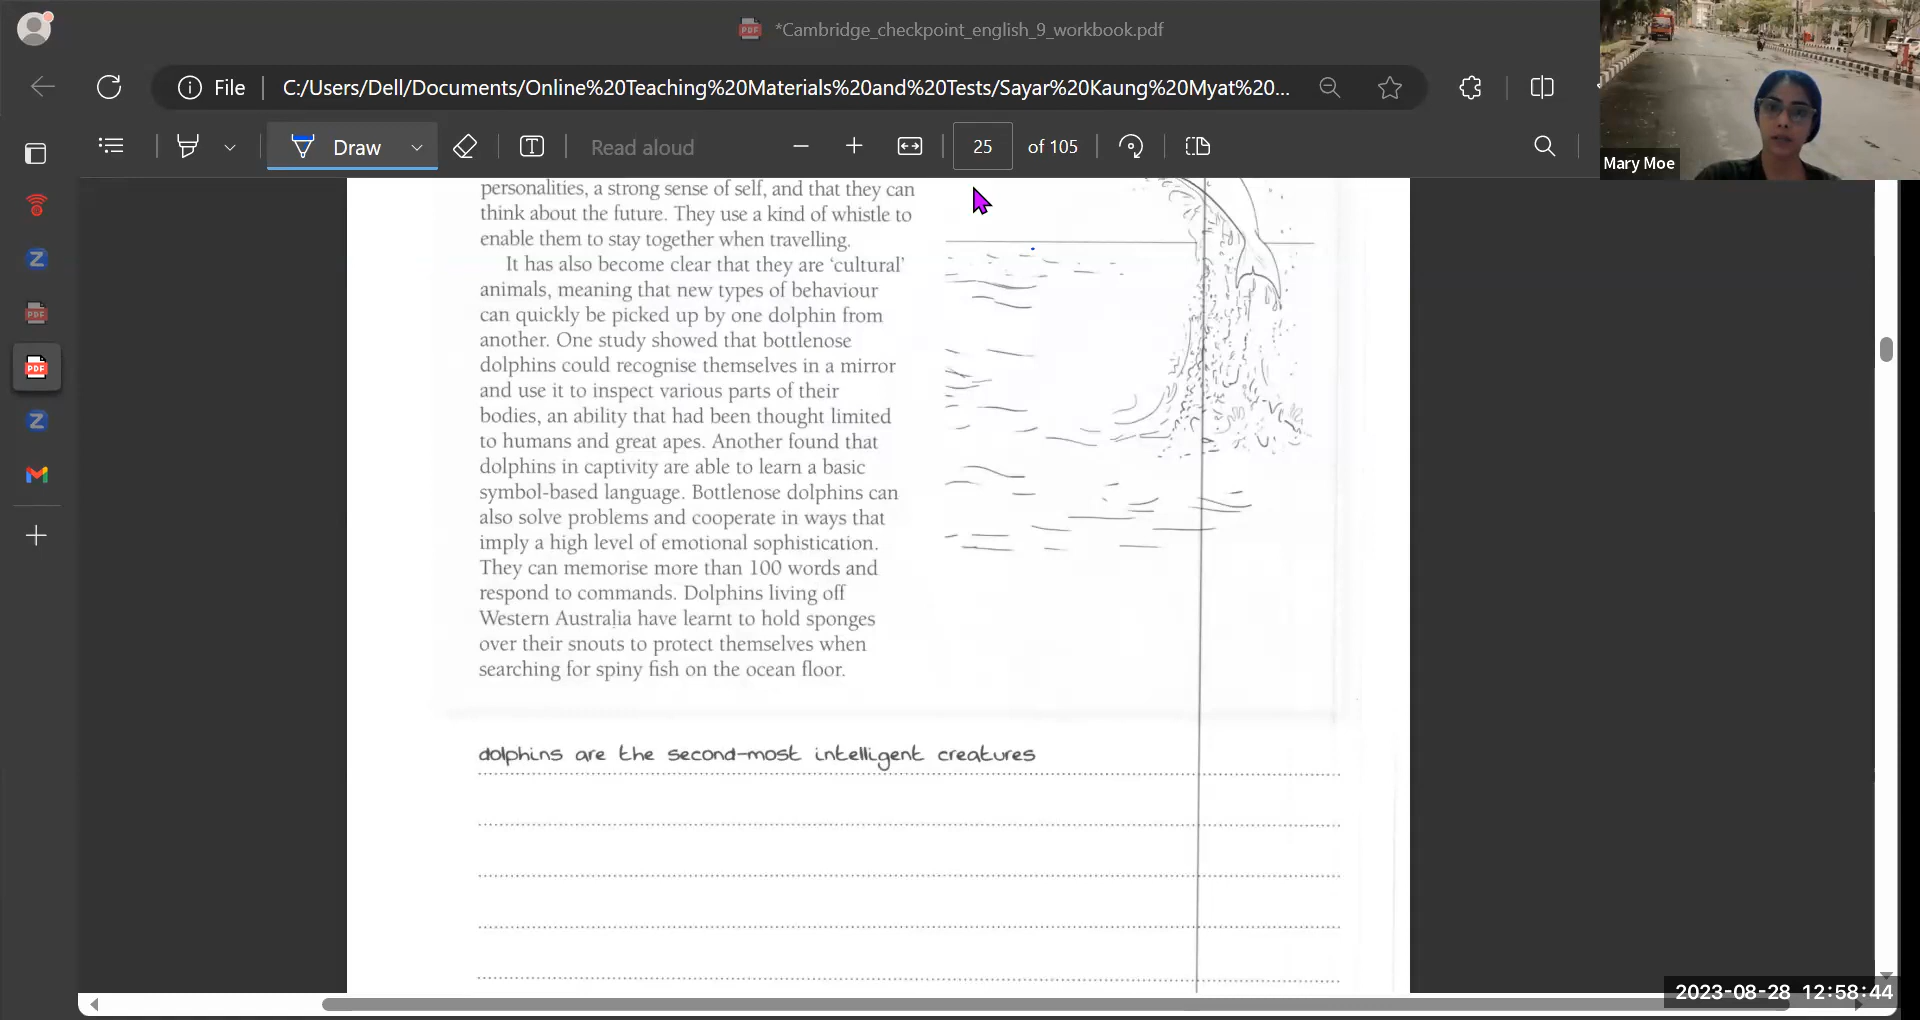 *Cambridge_checkpoint_english_9_workbook.pdf
File
C:/Users/Dell/Documents/Online%20Teaching%20Materials%20and%20Tests/Sayar%20Kaung%20Myat%20...
Draw
Read aloud
25
of 105
Mary Moe
personalities, a strong sense of self, and that they can
think about the future. They use a kind of whistle to
enable them to stay together when travelling.
It has also become clear that they are ‘cultural’
animals, meaning that new types of behaviour
can quickly be picked up by one dolphin from
another. One study showed that bottlenose
dolphins could recognise themselves in a mirror
and use it to inspect various parts of their
bodies, an ability that had been thought limited
to humans and great apes. Another found that
dolphins in captivity are able to learn a basic
symbol-based language. Bottlenose dolphins can
also solve problems and cooperate in ways that
imply a high level of emotional sophistication.
They can memorise more than 100 words and
respond to commands. Dolphins living off
Western Australia have learnt to hold sponges
over their snouts to protect themselves when
searching for spiny fish on the ocean floor.
dolphins are the second-most intelligent creatures
2023-08-28 12:58:44